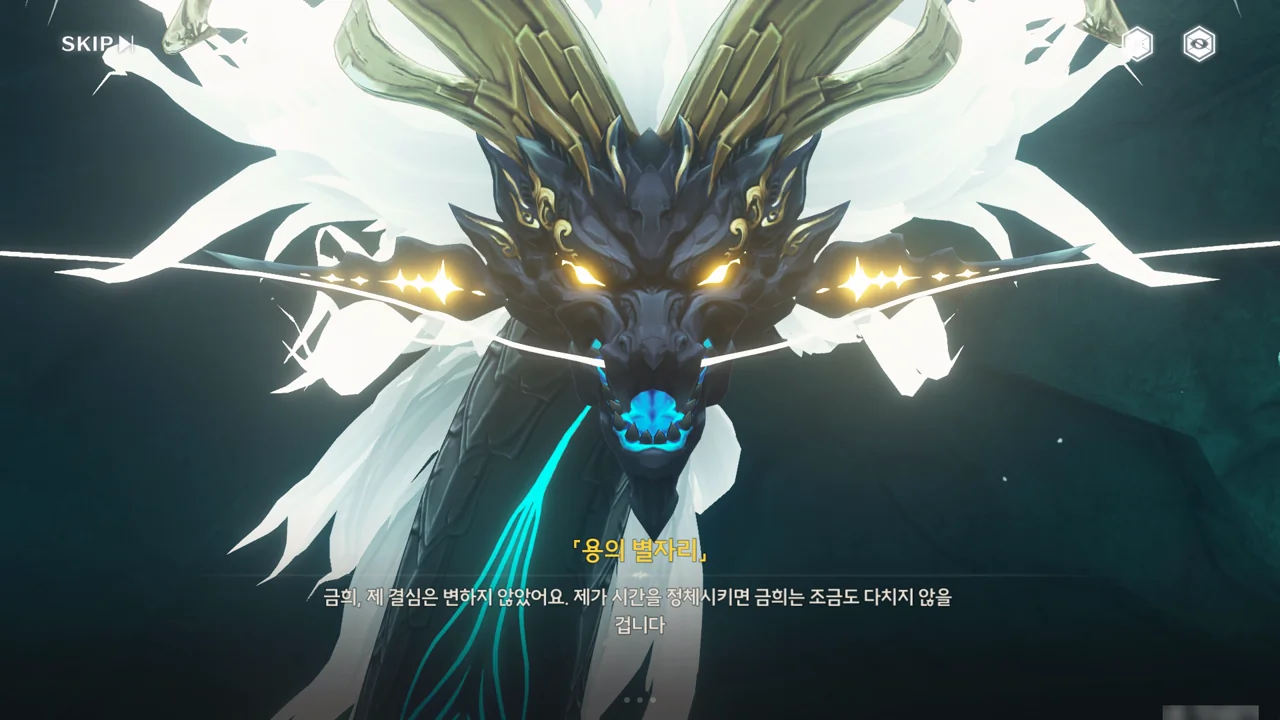 SKIP
「용의 별자리」
금희, 제 결심은 변하지 않았어요. 제가 시간을 정체시키면 금희는 조금도 다치지 않을
겁니다